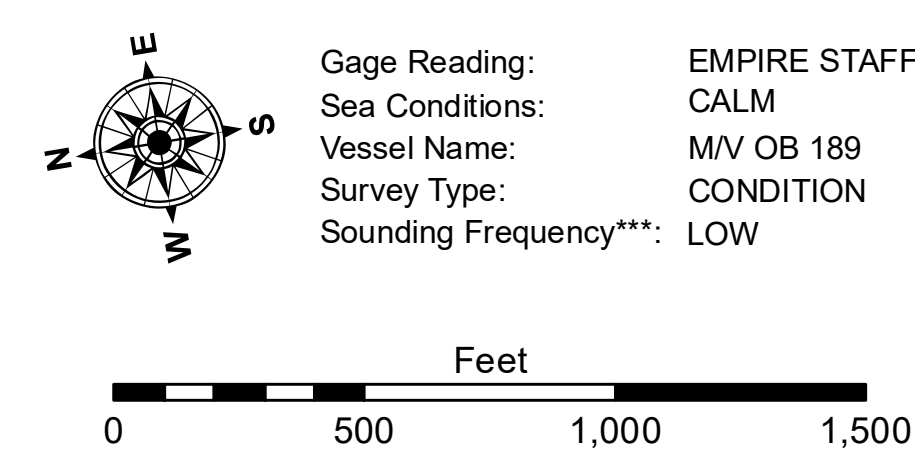 E
S
N
W
Gage Reading: EMPIRE STAFF
Sea Conditions: CALM
Vessel Name: M/V OB 189
Survey Type: CONDITION
Sounding Frequency***: LOW
Feet
0 500 1,000 1,500